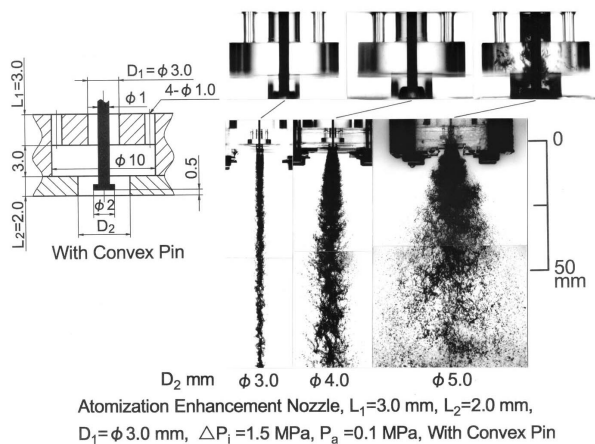 D₁=φ3.0
4-φ1.0
L₁=3.0
φ1
3.0
φ10
0.5
φ2
L₂=2.0
D₂
With Convex Pin
0
50
mm
D₂ mm φ3.0 φ4.0 φ5.0
Atomization Enhancement Nozzle, L₁=3.0 mm, L₂=2.0 mm,
D₁=φ3.0 mm, △Pᵢ=1.5 MPa, Pₐ=0.1 MPa, With Convex Pin